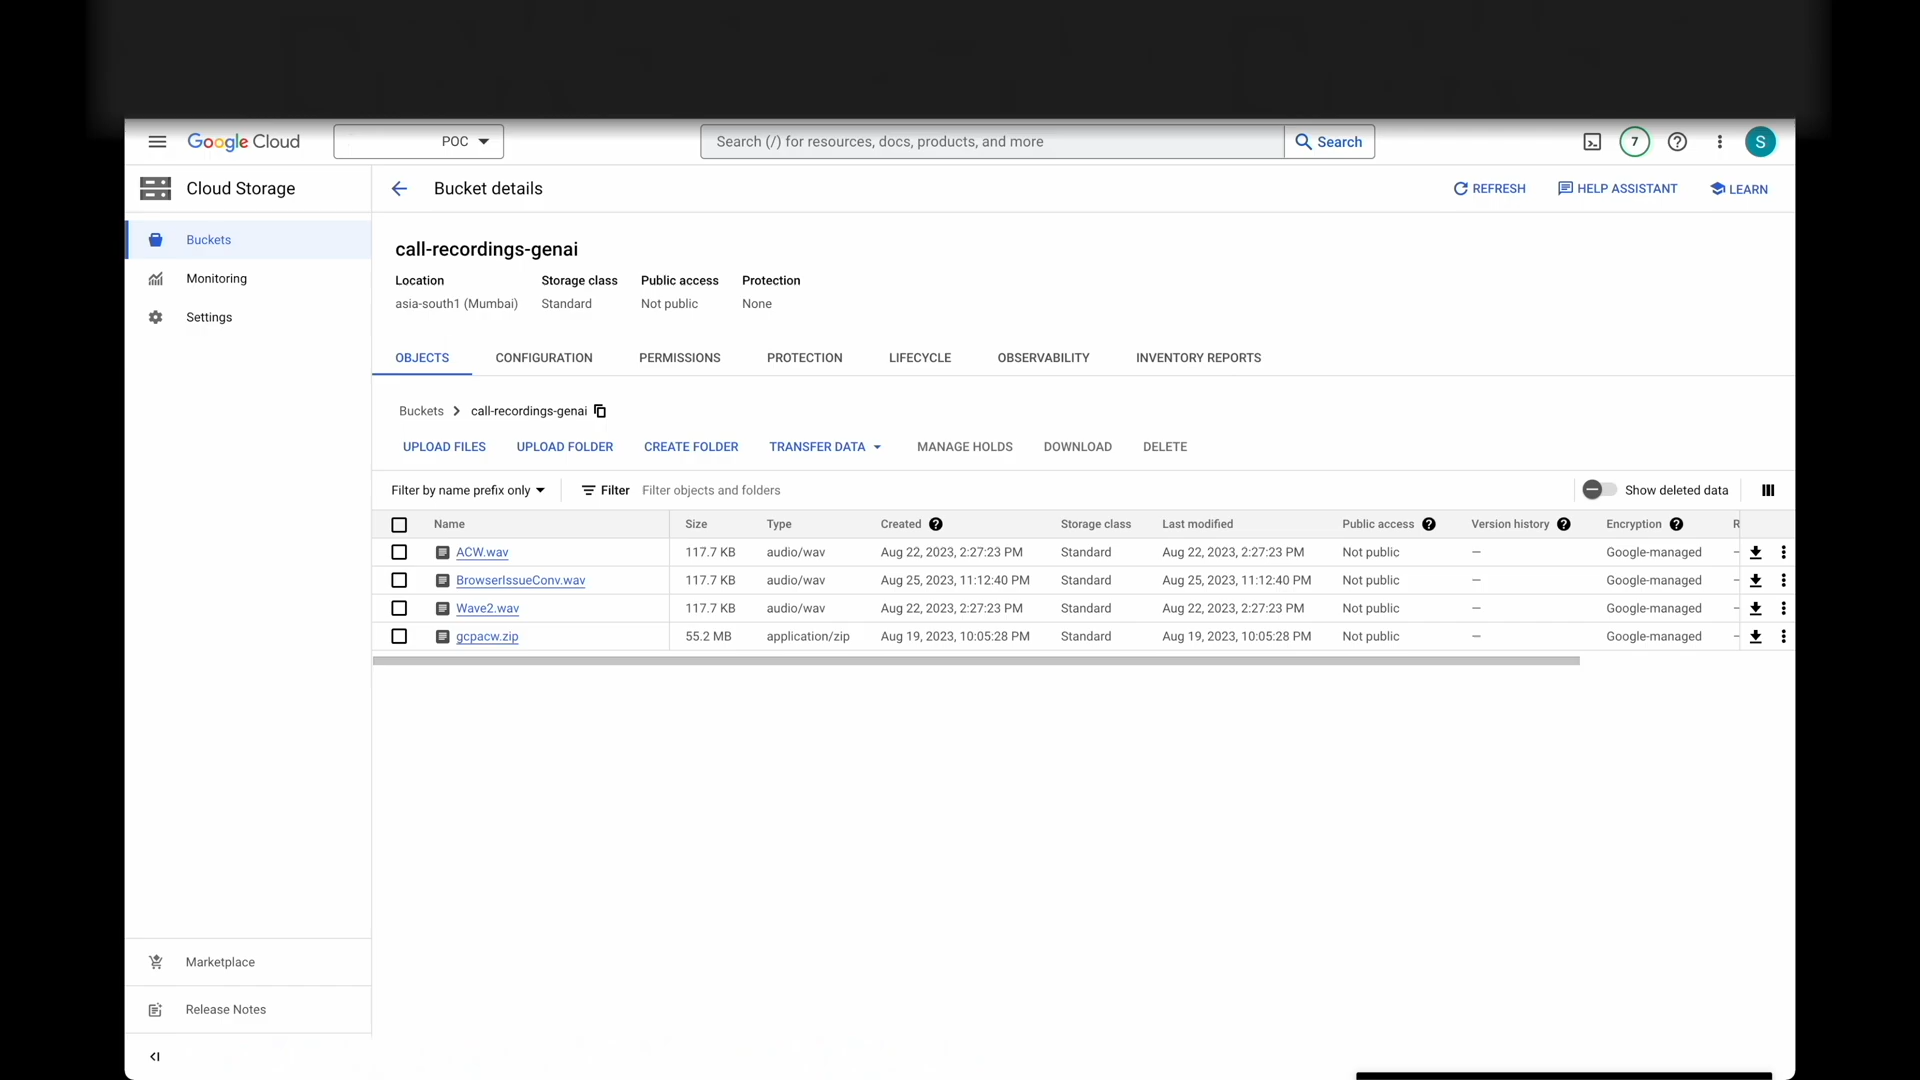 Google Cloud
POC
Search (/) for resources, docs, products, and more
Search
7
S
Cloud Storage
Bucket details
REFRESH
HELP ASSISTANT
LEARN
Buckets
Monitoring
Settings
call-recordings-genai
Location Storage class Public access Protection
asia-south1 (Mumbai) Standard Not public None
OBJECTS CONFIGURATION PERMISSIONS PROTECTION LIFECYCLE OBSERVABILITY INVENTORY REPORTS
Buckets > call-recordings-genai
UPLOAD FILES UPLOAD FOLDER CREATE FOLDER TRANSFER DATA MANAGE HOLDS DOWNLOAD DELETE
Filter by name prefix only Filter Filter objects and folders Show deleted data
Name Size Type Created Storage class Last modified Public access Version history Encryption R
ACW.wav 117.7 KB audio/wav Aug 22, 2023, 2:27:23 PM Standard Aug 22, 2023, 2:27:23 PM Not public — Google-managed –
BrowserIssueConv.wav 117.7 KB audio/wav Aug 25, 2023, 11:12:40 PM Standard Aug 25, 2023, 11:12:40 PM Not public — Google-managed –
Wave2.wav 117.7 KB audio/wav Aug 22, 2023, 2:27:23 PM Standard Aug 22, 2023, 2:27:23 PM Not public — Google-managed –
gcpacw.zip 55.2 MB application/zip Aug 19, 2023, 10:05:28 PM Standard Aug 19, 2023, 10:05:28 PM Not public — Google-managed –
Marketplace
Release Notes